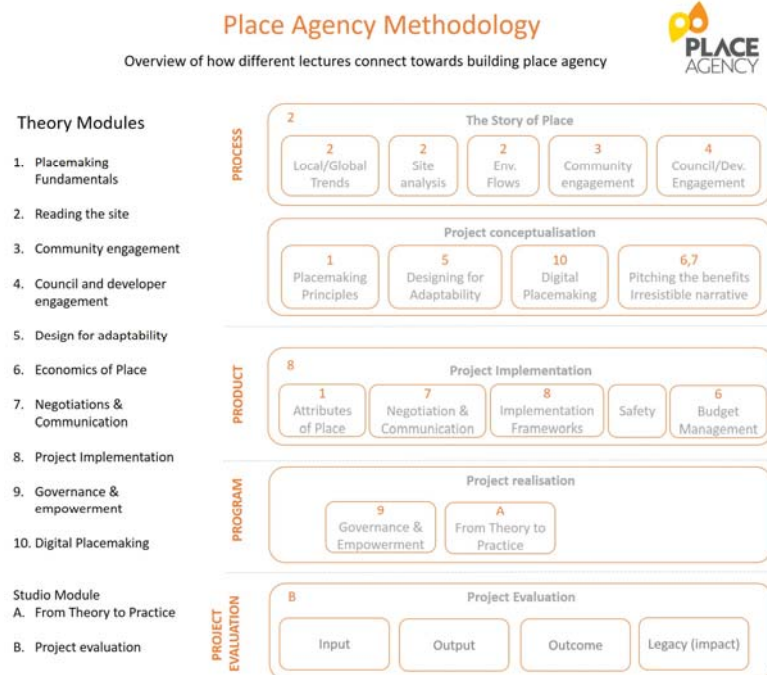 Place Agency Methodology
Overview of how different lectures connect towards building place agency
PLACE
AGENCY
Theory Modules
1. Placemaking
Fundamentals
2. Reading the site
3. Community engagement
4. Council and developer
engagement
5. Design for adaptability
6. Economics of Place
7. Negotiations &
Communication
8. Project Implementation
9. Governance &
empowerment
10. Digital Placemaking
Studio Module
A. From Theory to Practice
B. Project evaluation
PROCESS
2
The Story of Place
2
Local/Global
Trends
2
Site
analysis
2
Env.
Flows
3
Community
engagement
4
Council/Dev.
Engagement
Project conceptualisation
1
Placemaking
Principles
5
Designing for
Adaptability
10
Digital
Placemaking
6,7
Pitching the benefits
Irresistible narrative
PRODUCT
8
Project Implementation
1
Attributes
of Place
7
Negotiation &
Communication
8
Implementation
Frameworks
Safety
6
Budget
Management
PROGRAM
Project realisation
9
Governance &
Empowerment
A
From Theory to
Practice
PROJECT
EVALUATION
B
Project Evaluation
Input
Output
Outcome
Legacy (impact)